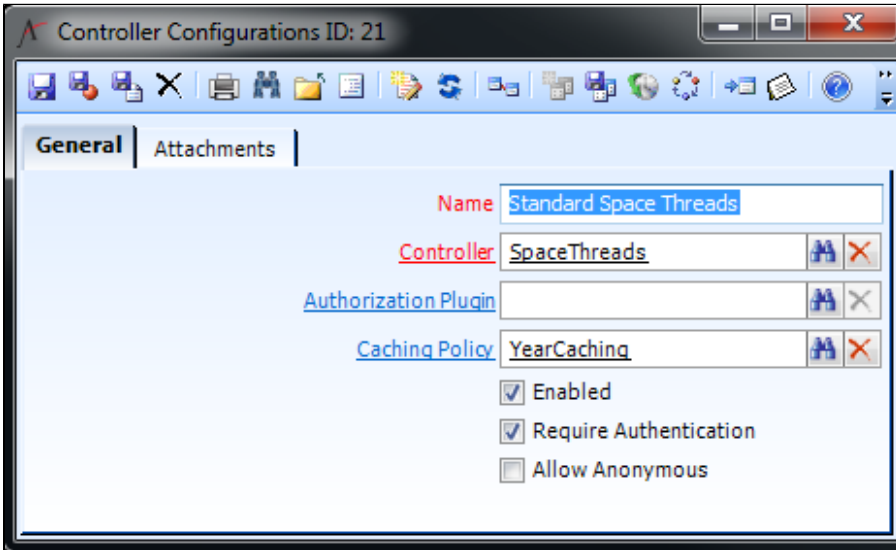 Controller Configurations ID: 21
General Attachments
Name Standard Space Threads
Controller SpaceThreads
Authorization Plugin
Caching Policy YearCaching
Enabled
Require Authentication
Allow Anonymous